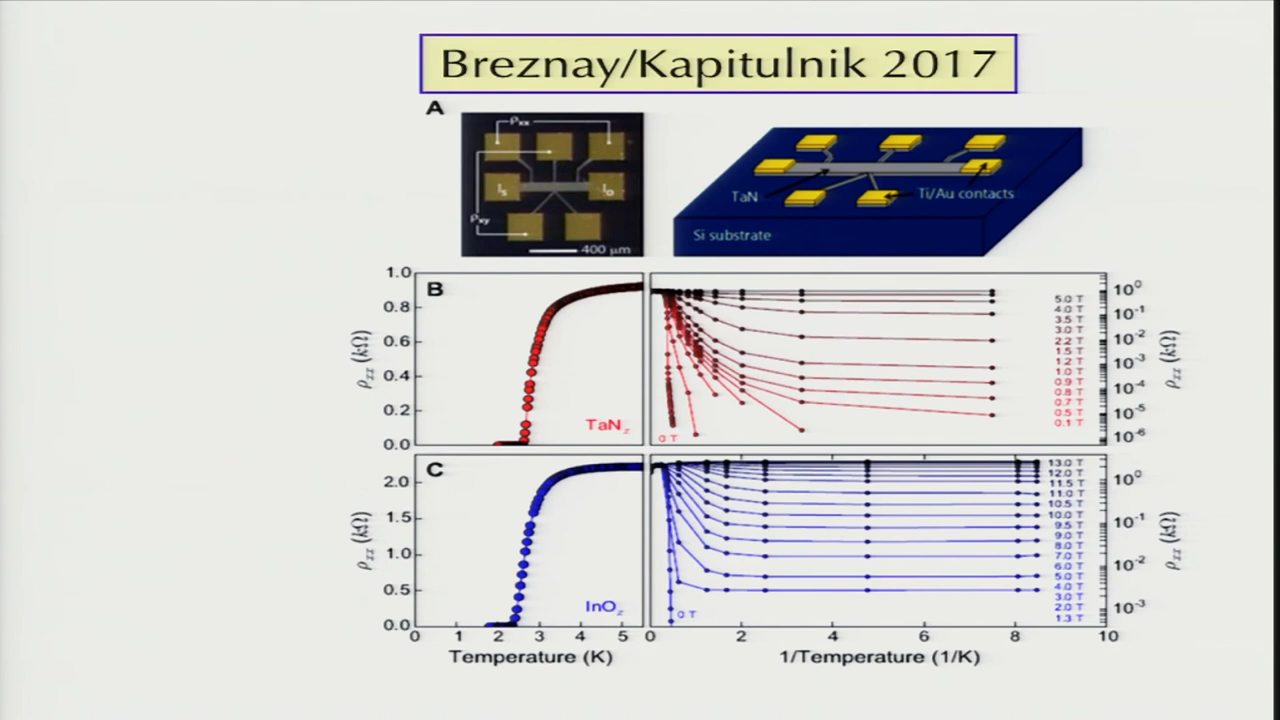 Breznay/Kapitulnik 2017
A
ρxx
Is
Io
ρxy
400 μm
TaN
Ti/Au contacts
Si substrate
B
1.0
0.8
0.6
0.4
0.2
0.0
ρxx (kΩ)
TaNz
0 T
5.0 T
4.0 T
3.5 T
3.0 T
2.2 T
1.5 T
1.2 T
1.0 T
0.9 T
0.8 T
0.7 T
0.5 T
0.1 T
10^0
10^-1
10^-2
10^-3
10^-4
10^-5
10^-6
ρxx (kΩ)
C
2.0
1.5
1.0
0.5
0.0
ρxx (kΩ)
InOz
0 T
13.0 T
12.0 T
11.5 T
11.0 T
10.5 T
10.0 T
9.5 T
9.0 T
8.0 T
7.0 T
6.0 T
5.0 T
4.0 T
3.0 T
2.0 T
1.3 T
10^0
10^-1
10^-2
10^-3
ρxx (kΩ)
0 1 2 3 4 5 0 2 4 6 8 10
Temperature (K)
1/Temperature (1/K)